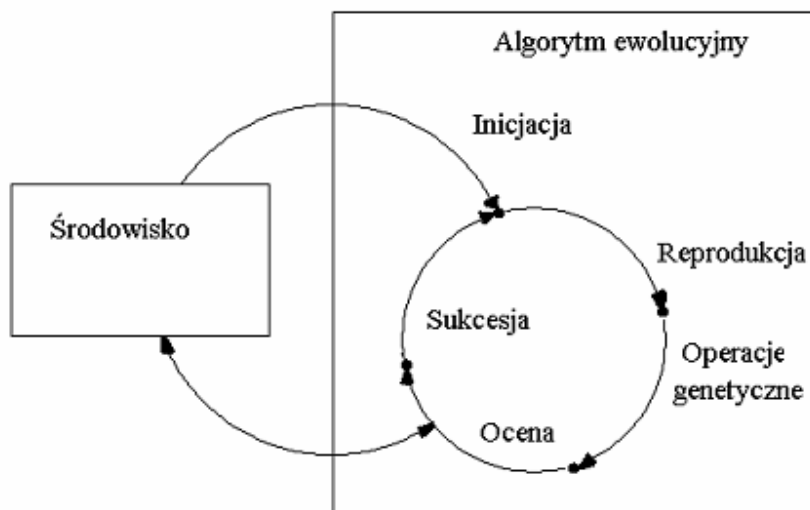 Algorytm ewolucyjny
Inicjacja
Środowisko
Reprodukcja
Sukcesja
Operacje
genetyczne
Ocena